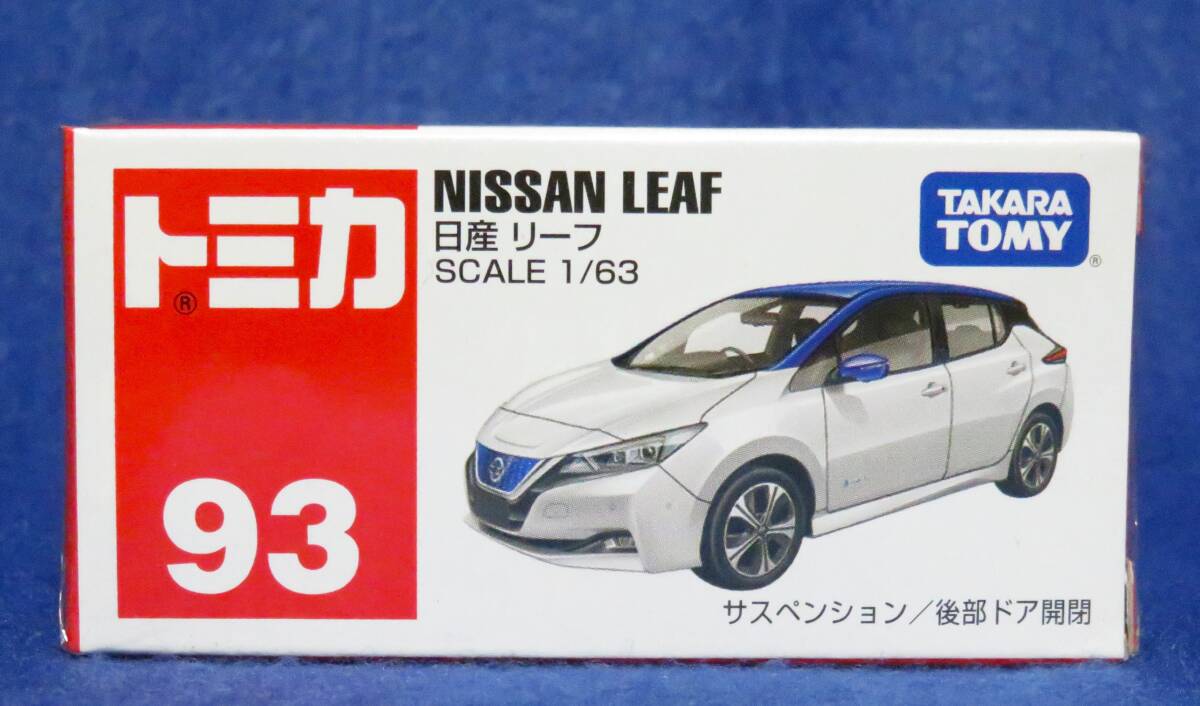 トミカ
®
93
NISSAN LEAF
日産 リーフ
SCALE 1/63
TAKARA
TOMY
®
サスペンション/後部ドア開閉